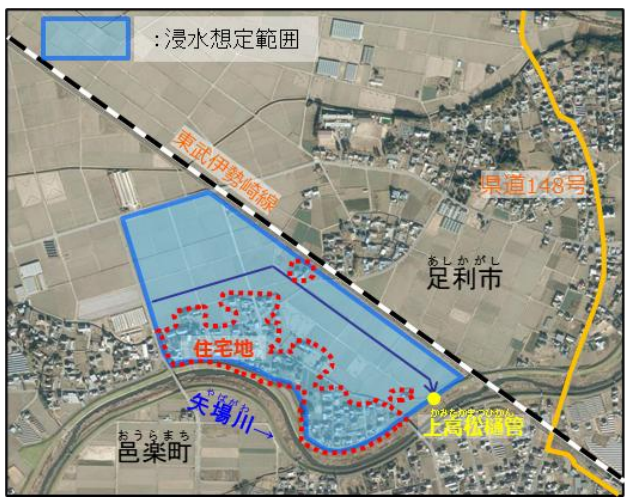 ：浸水想定範囲
東武伊勢崎線
県道148号
あしかがし
足利市
住宅地
やばがわ
矢場川→
かみたかまつひかん
上高松樋管
おうらまち
邑楽町